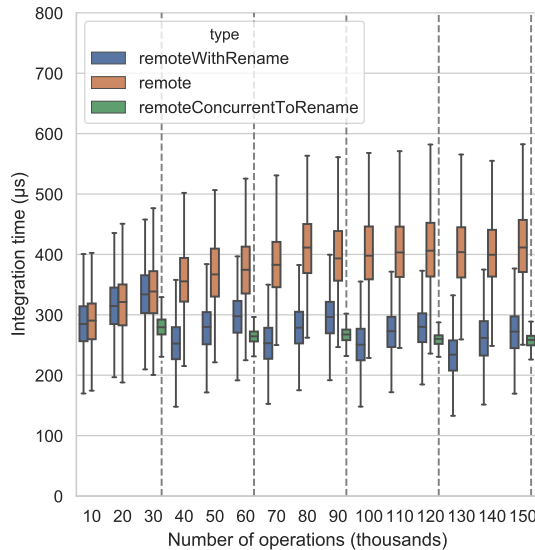 800
700
600
500
400
300
200
100
0
Integration time (μs)
type
remoteWithRename
remote
remoteConcurrentToRename
10 20 30 40 50 60 70 80 90 100 110 120 130 140 150
Number of operations (thousands)